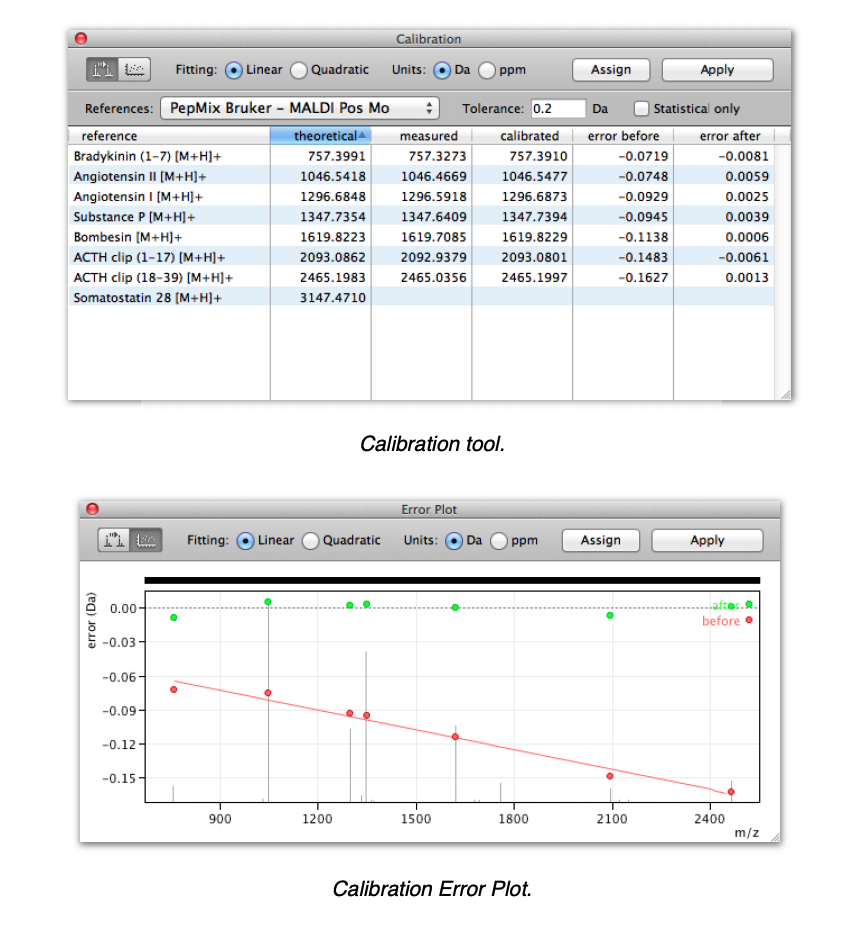 Calibration
Fitting: Linear Quadratic Units: Da ppm Assign Apply
References: PepMix Bruker – MALDI Pos Mo Tolerance: 0.2 Da Statistical only
reference theoretical measured calibrated error before error after
Bradykinin (1–7) [M+H]+ 757.3991 757.3273 757.3910 −0.0719 −0.0081
Angiotensin II [M+H]+ 1046.5418 1046.4669 1046.5477 −0.0748 0.0059
Angiotensin I [M+H]+ 1296.6848 1296.5918 1296.6873 −0.0929 0.0025
Substance P [M+H]+ 1347.7354 1347.6409 1347.7394 −0.0945 0.0039
Bombesin [M+H]+ 1619.8223 1619.7085 1619.8229 −0.1138 0.0006
ACTH clip (1–17) [M+H]+ 2093.0862 2092.9379 2093.0801 −0.1483 −0.0061
ACTH clip (18–39) [M+H]+ 2465.1983 2465.0356 2465.1997 −0.1627 0.0013
Somatostatin 28 [M+H]+ 3147.4710
Calibration tool.
Error Plot
Fitting: Linear Quadratic Units: Da ppm Assign Apply
error (Da)
0.00
−0.03
−0.06
−0.09
−0.12
−0.15
after
before
900 1200 1500 1800 2100 2400
m/z
Calibration Error Plot.